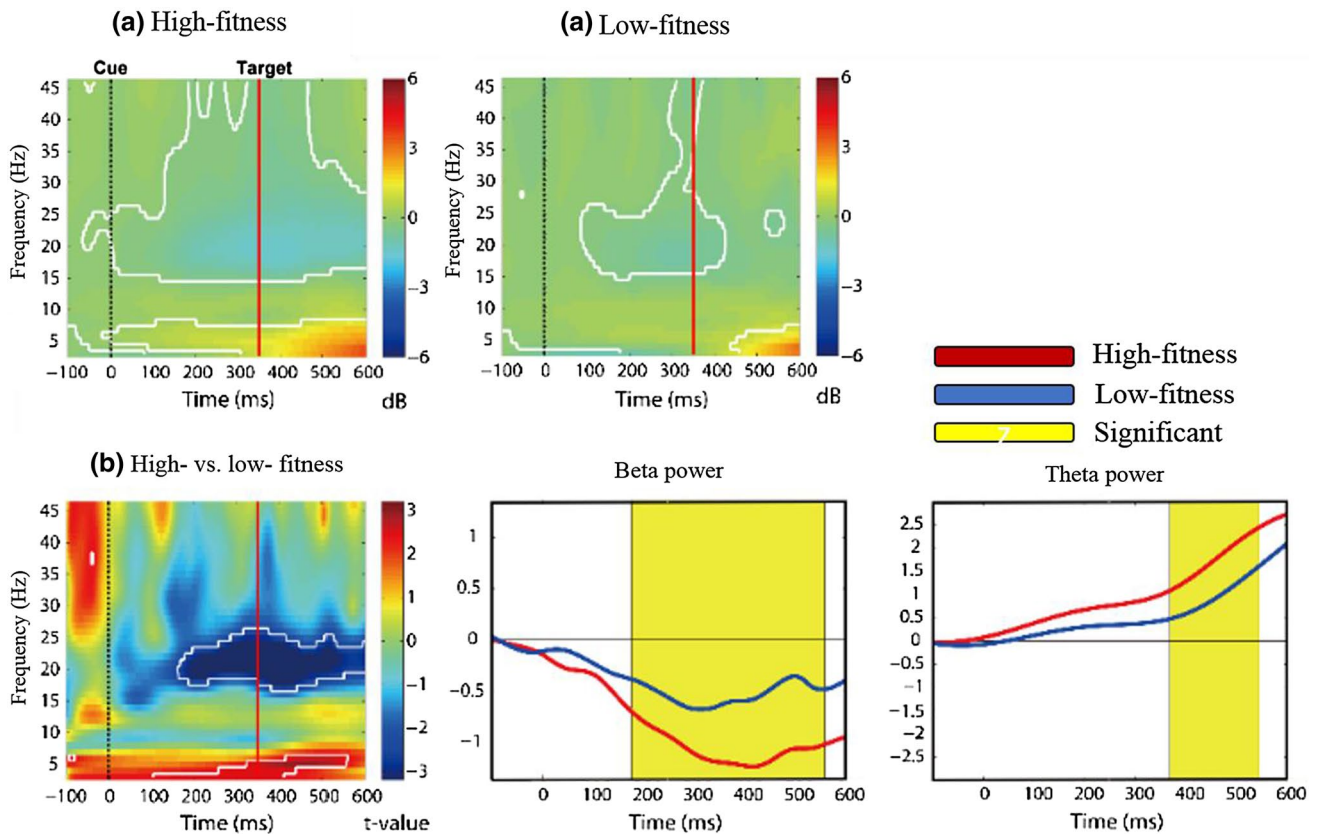 (a) High-fitness
(a) Low-fitness
Cue Target
45
40
35
30
25
20
15
10
5
Frequency (Hz)
−100 0 100 200 300 400 500 600
Time (ms)
6
3
0
−3
−6
dB
45
40
35
30
25
20
15
10
5
Frequency (Hz)
−100 0 100 200 300 400 500 600
Time (ms)
6
3
0
−3
−6
dB
High-fitness
Low-fitness
7 Significant
(b) High- vs. low- fitness
45
40
35
30
25
20
15
10
5
Frequency (Hz)
−100 0 100 200 300 400 500 600
Time (ms)
3
2
1
0
−1
−2
−3
t-value
Beta power
1
0.5
0
−0.5
−1
0 100 200 300 400 500 600
Time (ms)
Theta power
2.5
2
1.5
1
0.5
0
−0.5
−1
−1.5
−2
−2.5
0 100 200 300 400 500 600
Time (ms)